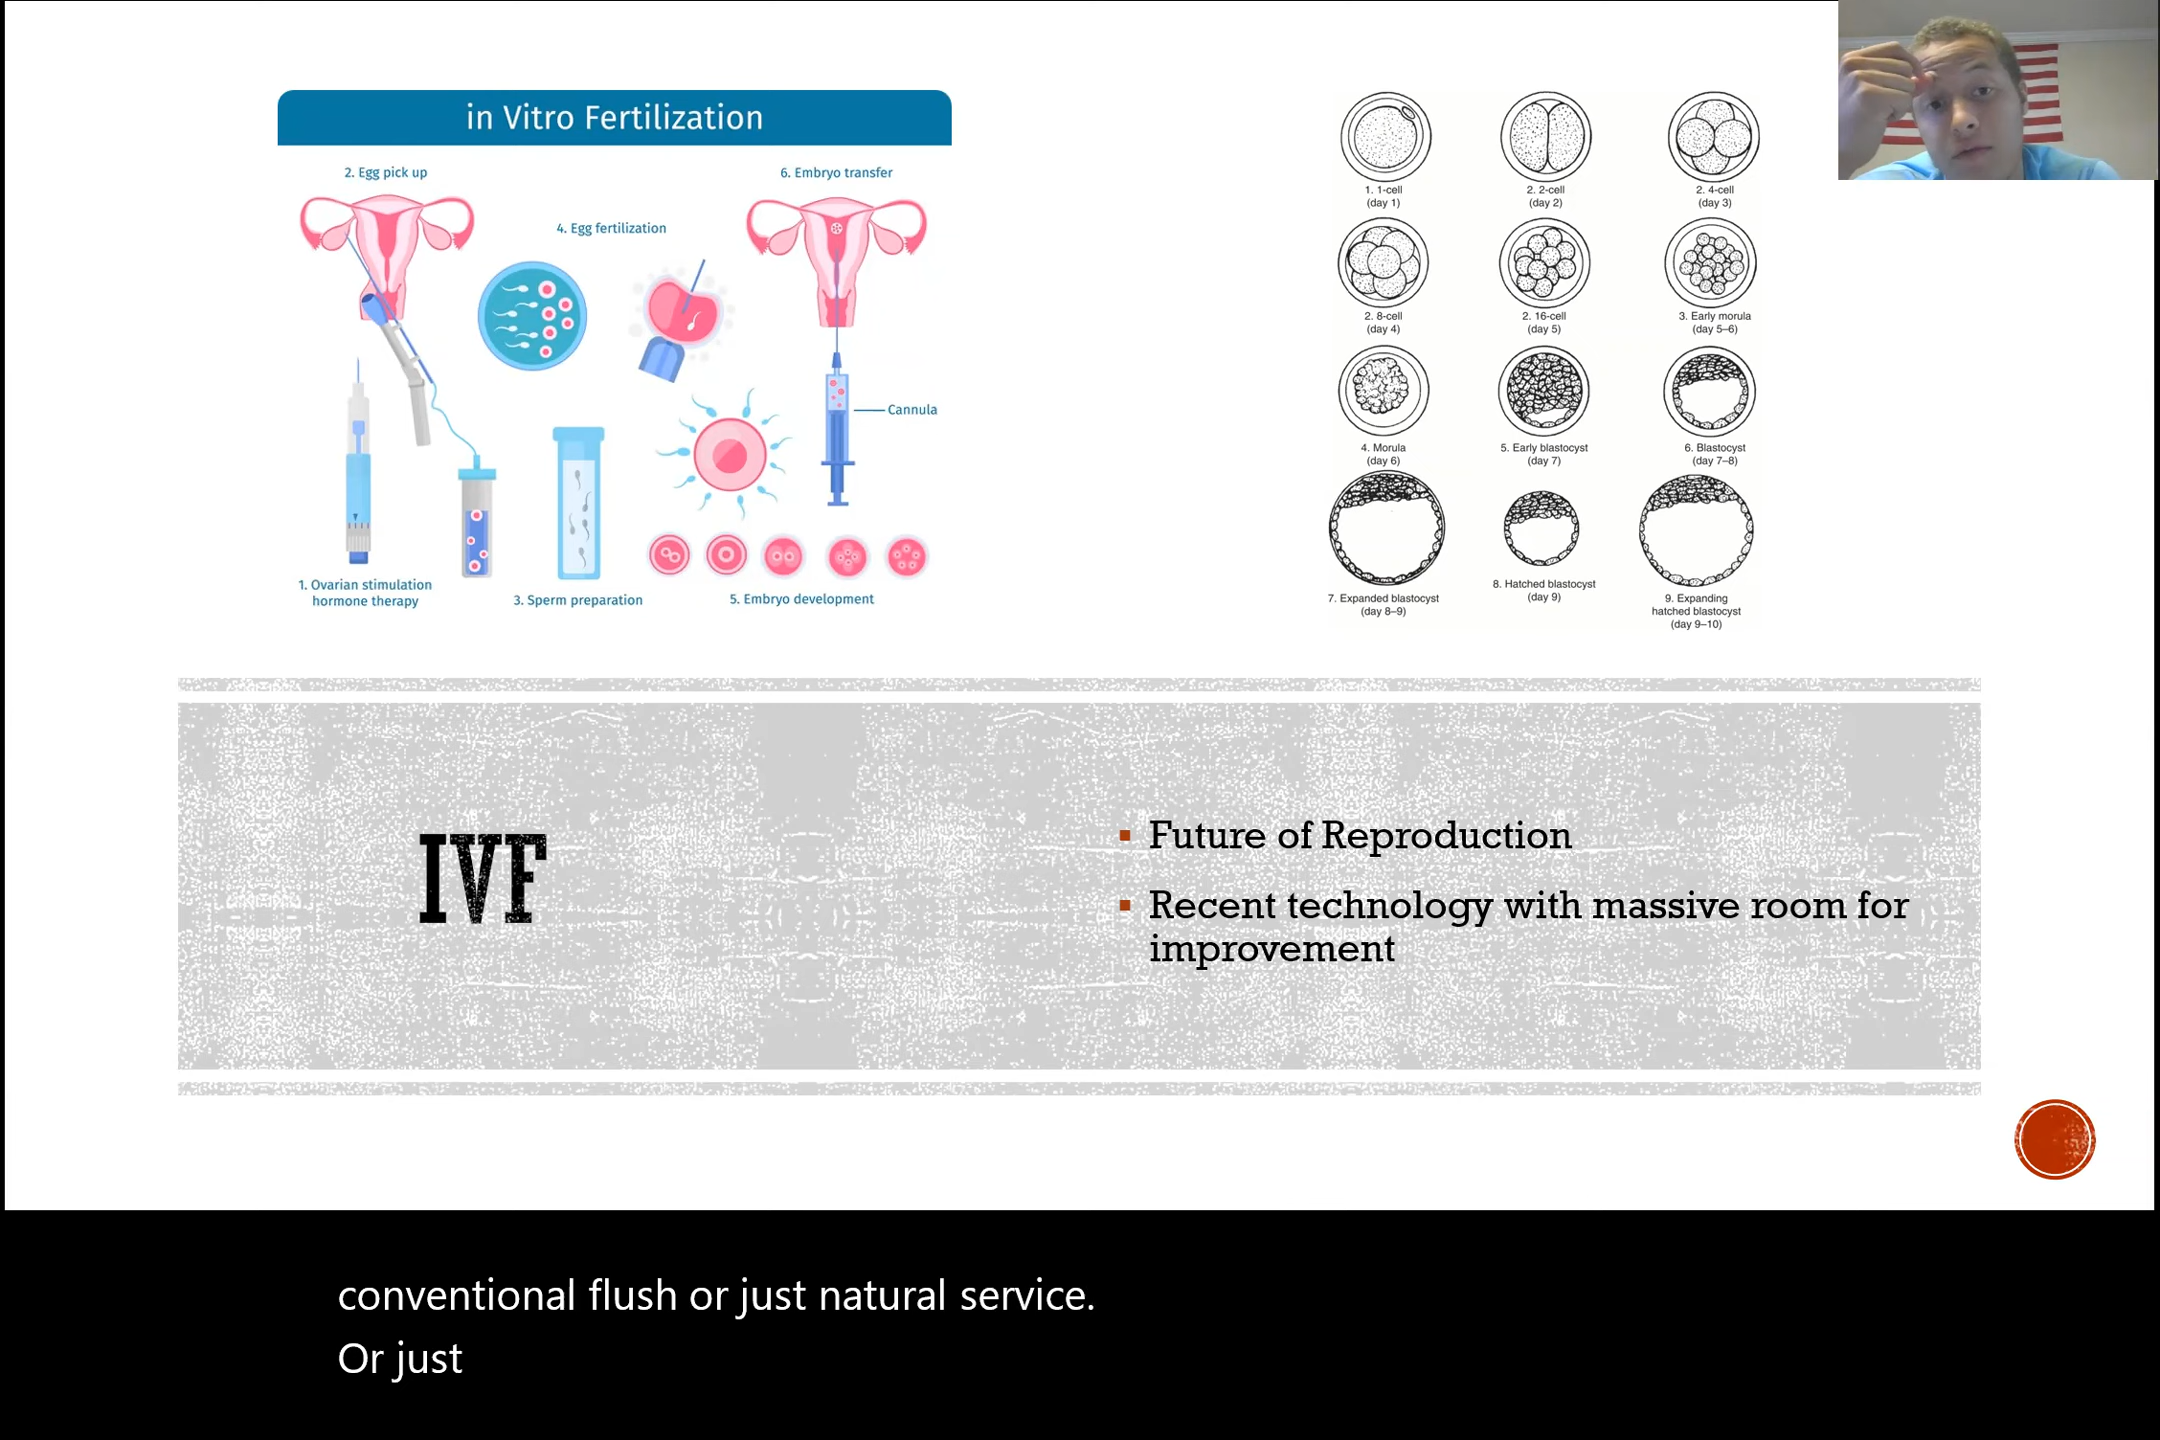 in Vitro Fertilization
2. Egg pick up
6. Embryo transfer
4. Egg fertilization
Cannula
1. Ovarian stimulation
hormone therapy
3. Sperm preparation
5. Embryo development
1. 1-cell
(day 1)
2. 2-cell
(day 2)
2. 4-cell
(day 3)
2. 8-cell
(day 4)
2. 16-cell
(day 5)
3. Early morula
(day 5–6)
4. Morula
(day 6)
5. Early blastocyst
(day 7)
6. Blastocyst
(day 7–8)
7. Expanded blastocyst
(day 8–9)
8. Hatched blastocyst
(day 9)
9. Expanding
hatched blastocyst
(day 9–10)
IVF
▪ Future of Reproduction
▪ Recent technology with massive room for
improvement
conventional flush or just natural service.
Or just